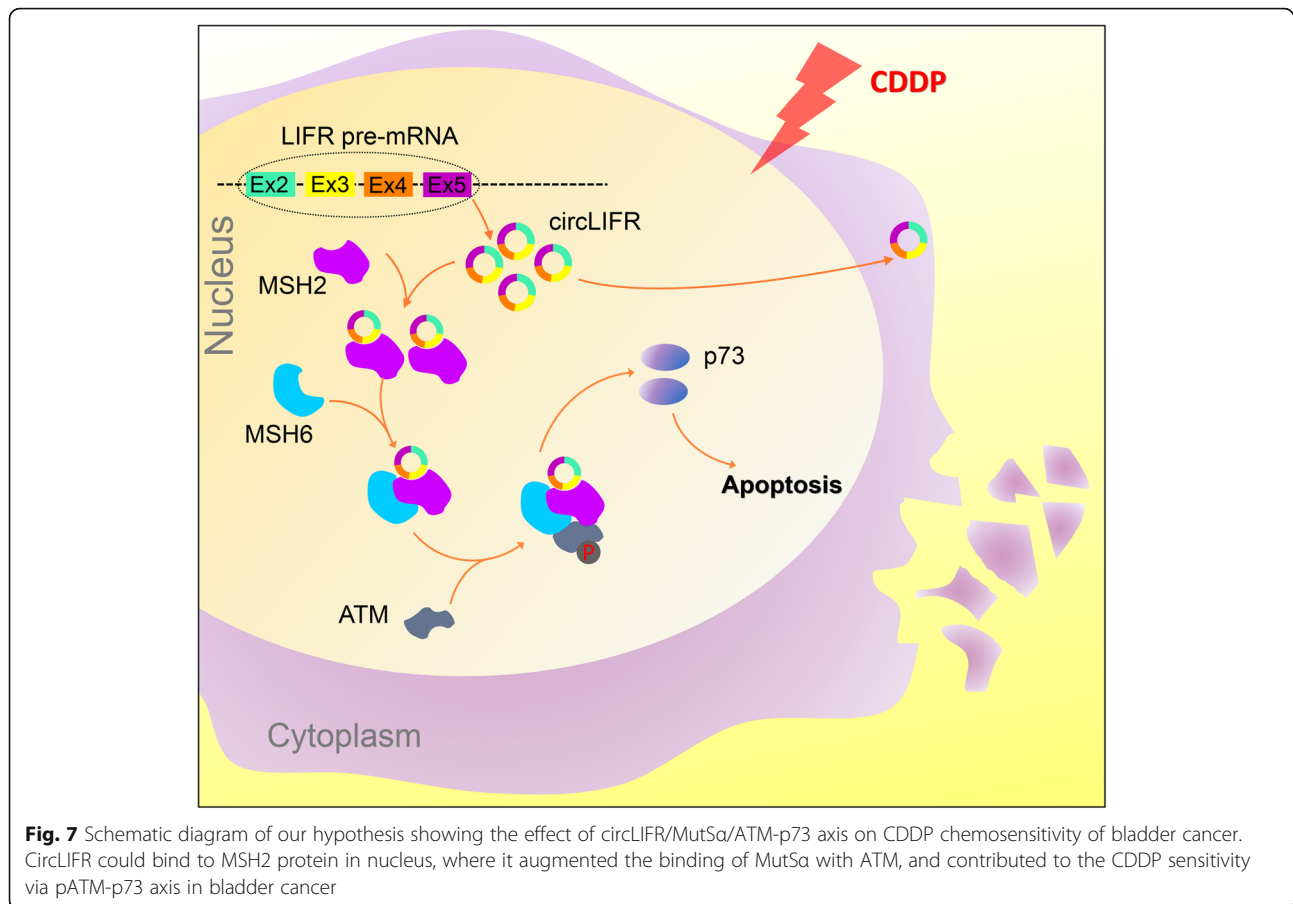 CDDP
LIFR pre-mRNA
Ex2 Ex3 Ex4 Ex5
circLIFR
Nucleus
MSH2
p73
MSH6
Apoptosis
P
ATM
Cytoplasm
Fig. 7 Schematic diagram of our hypothesis showing the effect of circLIFR/MutSα/ATM-p73 axis on CDDP chemosensitivity of bladder cancer.
CircLIFR could bind to MSH2 protein in nucleus, where it augmented the binding of MutSα with ATM, and contributed to the CDDP sensitivity
via pATM-p73 axis in bladder cancer